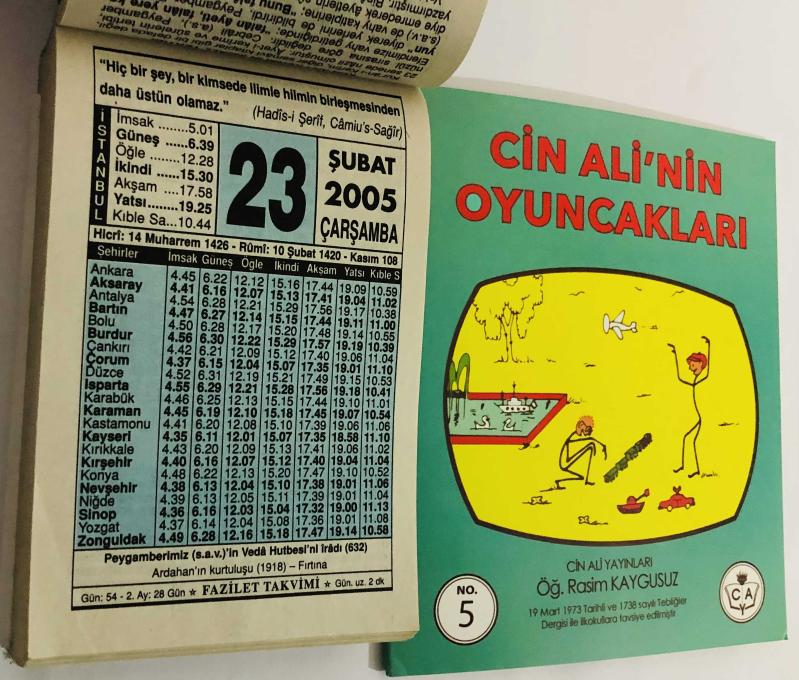 "Hiç bir şey, bir kimsede ilimle hilmin birleşmesinden
daha üstün olamaz."
(Hadîs-i Şerîf, Câmiu's-Sağîr)
İSTANBUL
İmsak ........5.01
Güneş ......6.39
Öğle ........12.28
İkindi ......15.30
Akşam ....17.58
Yatsı......19.25
Kıble Sa...10.44
23
ŞUBAT
2005
ÇARŞAMBA
Hicrî: 14 Muharrem 1426 - Rûmî: 10 Şubat 1420 - Kasım 108
Şehirler İmsak Güneş Öğle İkindi Akşam Yatsı Kıble S
Ankara 4.45 6.22 12.12 15.16 17.44 19.09 10.59
Aksaray 4.41 6.16 12.07 15.13 17.41 19.04 11.02
Antalya 4.54 6.28 12.21 15.29 17.56 19.17 10.38
Bartın 4.47 6.27 12.14 15.15 17.44 19.11 11.00
Bolu 4.50 6.28 12.17 15.20 17.48 19.14 10.55
Burdur 4.56 6.30 12.22 15.29 17.57 19.19 10.39
Çankırı 4.42 6.21 12.09 15.12 17.40 19.06 11.04
Çorum 4.37 6.15 12.04 15.07 17.35 19.01 11.10
Düzce 4.52 6.31 12.19 15.21 17.49 19.15 10.53
Isparta 4.55 6.29 12.21 15.28 17.56 19.18 10.41
Karabük 4.46 6.25 12.13 15.15 17.44 19.10 11.01
Karaman 4.45 6.19 12.10 15.18 17.45 19.07 10.54
Kastamonu 4.41 6.20 12.08 15.10 17.39 19.06 11.06
Kayseri 4.35 6.11 12.01 15.07 17.35 18.58 11.10
Kırıkkale 4.43 6.20 12.09 15.13 17.41 19.06 11.02
Kırşehir 4.40 6.16 12.07 15.12 17.40 19.04 11.04
Konya 4.48 6.22 12.13 15.20 17.47 19.10 10.52
Nevşehir 4.38 6.13 12.04 15.10 17.38 19.01 11.06
Niğde 4.39 6.13 12.05 15.11 17.39 19.01 11.04
Sinop 4.36 6.16 12.03 15.04 17.32 19.00 11.13
Yozgat 4.37 6.14 12.04 15.08 17.36 19.01 11.08
Zonguldak 4.49 6.28 12.16 15.18 17.47 19.14 10.58
Peygamberimiz (s.a.v.)'in Vedâ Hutbesi'ni îrâdı (632)
Ardahan'ın kurtuluşu (1918) – Fırtına
Gün: 54 - 2. Ay: 28 Gün ★ FAZİLET TAKVİMİ ★ Gün. uz. 2 dk
CİN ALİ'NİN
OYUNCAKLARI
CİN ALİ YAYINLARI
Öğ. Rasim KAYGUSUZ
19 Mart 1973 Tarihli ve 1738 sayılı Tebliğler
Dergisi ile ilkokullara tavsiye edilmiştir
NO.
5
C A Y